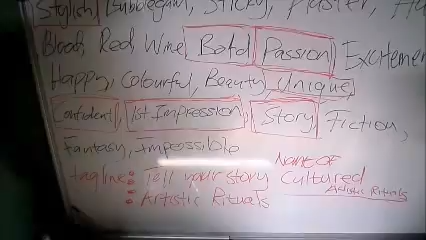 Stylish, Bubblegum, Sticky, Plaster,
Blood, Red, Wine, Bold, Passion, Exciteme
Happy, Colourful, Beauty, Unique,
Confident, 1st Impression, Story, Fiction,
Fantasy, Impossible
Name OF
tagline: Tell your story Cultured
Artistic Rituals
• Artistic Rituals